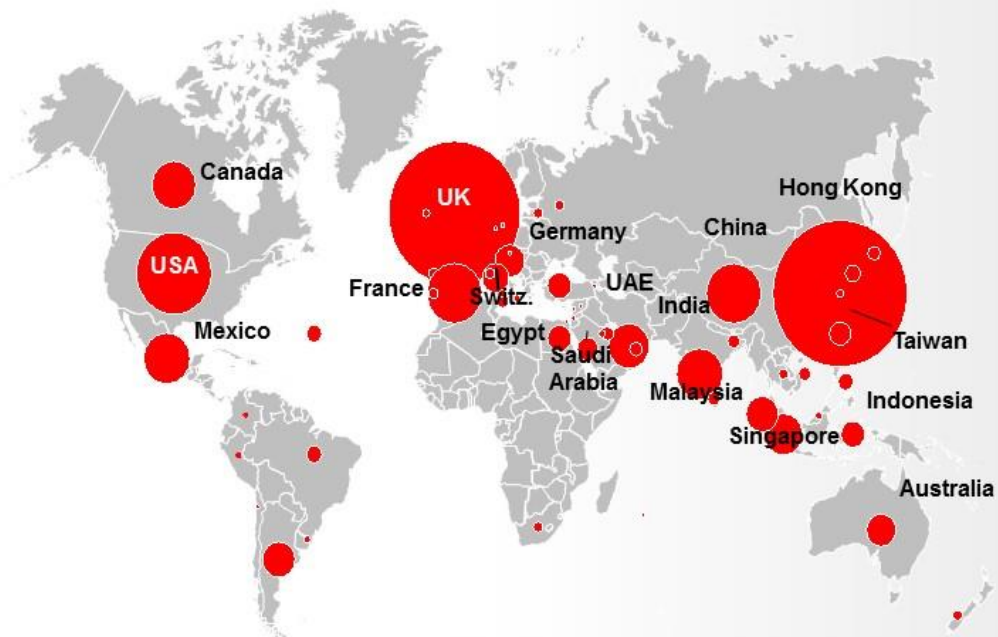 Canada
UK
Hong Kong
China
Germany
USA
UAE
France
Switz.
India
Mexico
Egypt
Taiwan
Saudi
Arabia
Malaysia
Indonesia
Singapore
Australia